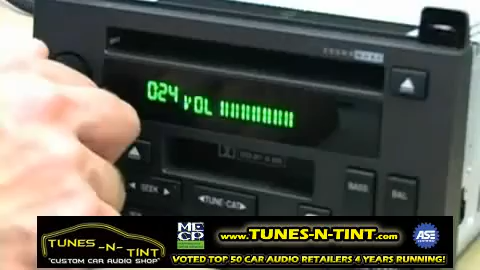 024 VOL
SEEK
TUNE-CAT
BASS
BAL
TUNES-N-TINT
"CUSTOM CAR AUDIO SHOP"
MECP
www.TUNES-N-TINT.com
ASE
VOTED TOP 50 CAR AUDIO RETAILERS 4 YEARS RUNNING!